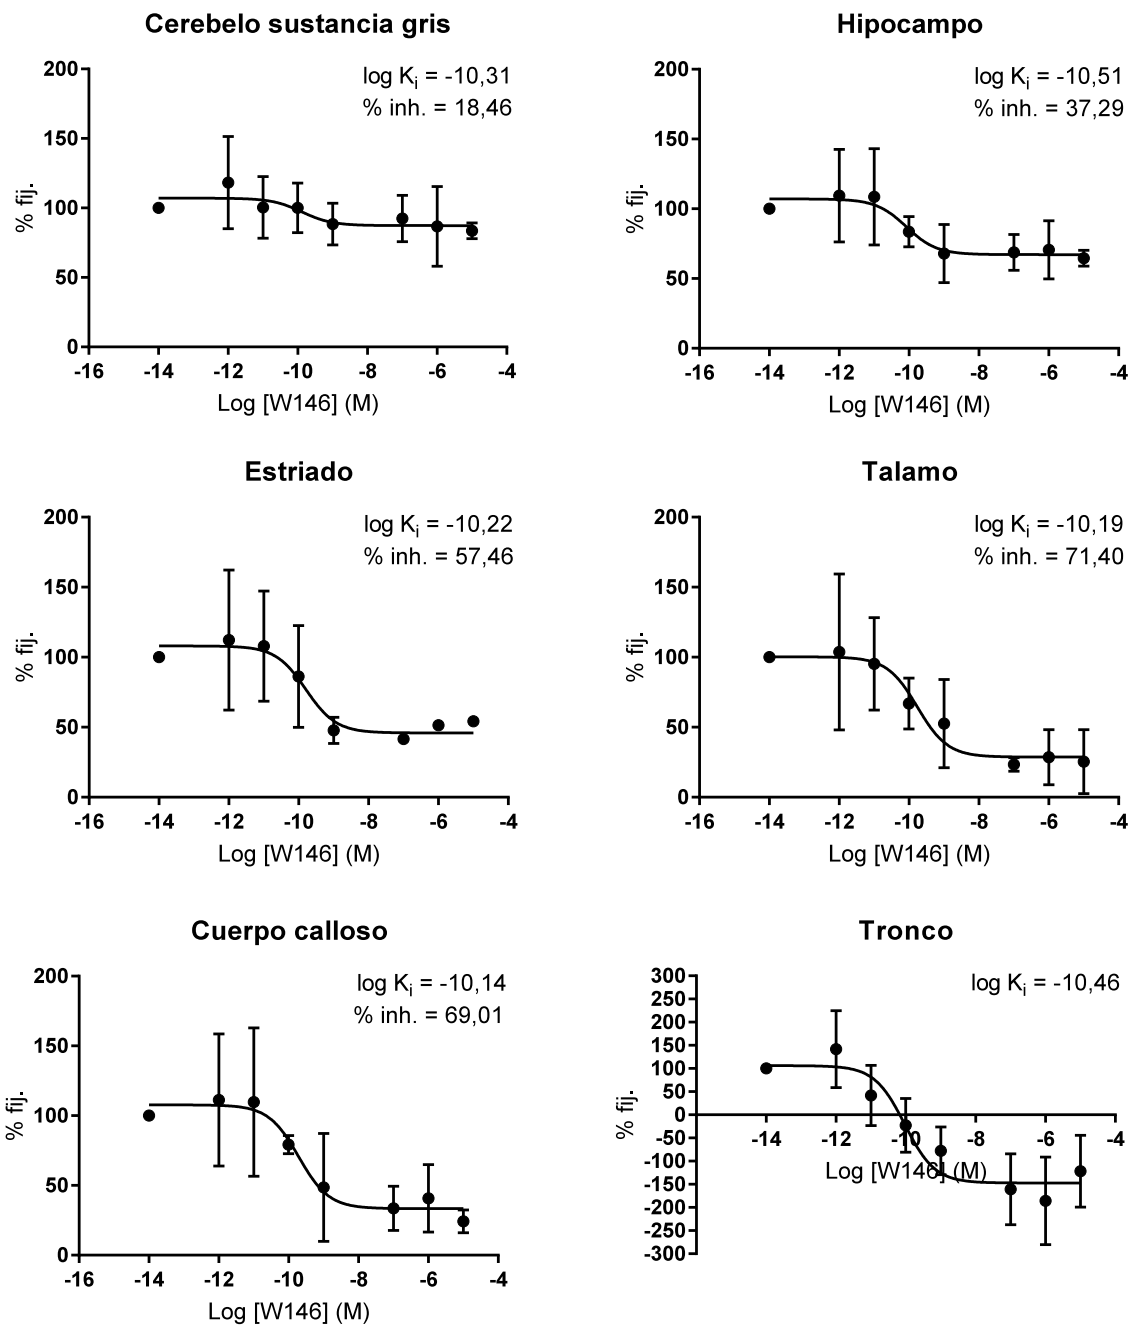 Cerebelo sustancia gris
log Ki = -10,31
% inh. = 18,46
200
150
100
50
0
% fij.
-16 -14 -12 -10 -8 -6 -4
Log [W146] (M)
Hipocampo
log Ki = -10,51
% inh. = 37,29
200
150
100
50
0
% fij.
-16 -14 -12 -10 -8 -6 -4
Log [W146] (M)
Estriado
log Ki = -10,22
% inh. = 57,46
200
150
100
50
0
% fij.
-16 -14 -12 -10 -8 -6 -4
Log [W146] (M)
Talamo
log Ki = -10,19
% inh. = 71,40
200
150
100
50
0
% fij.
-16 -14 -12 -10 -8 -6 -4
Log [W146] (M)
Cuerpo calloso
log Ki = -10,14
% inh. = 69,01
200
150
100
50
0
% fij.
-16 -14 -12 -10 -8 -6 -4
Log [W146] (M)
Tronco
log Ki = -10,46
300
250
200
150
100
50
0
-50
-100
-150
-200
-250
-300
% fij.
-14 -12 -10 -8 -6 -4
Log [W146] (M)